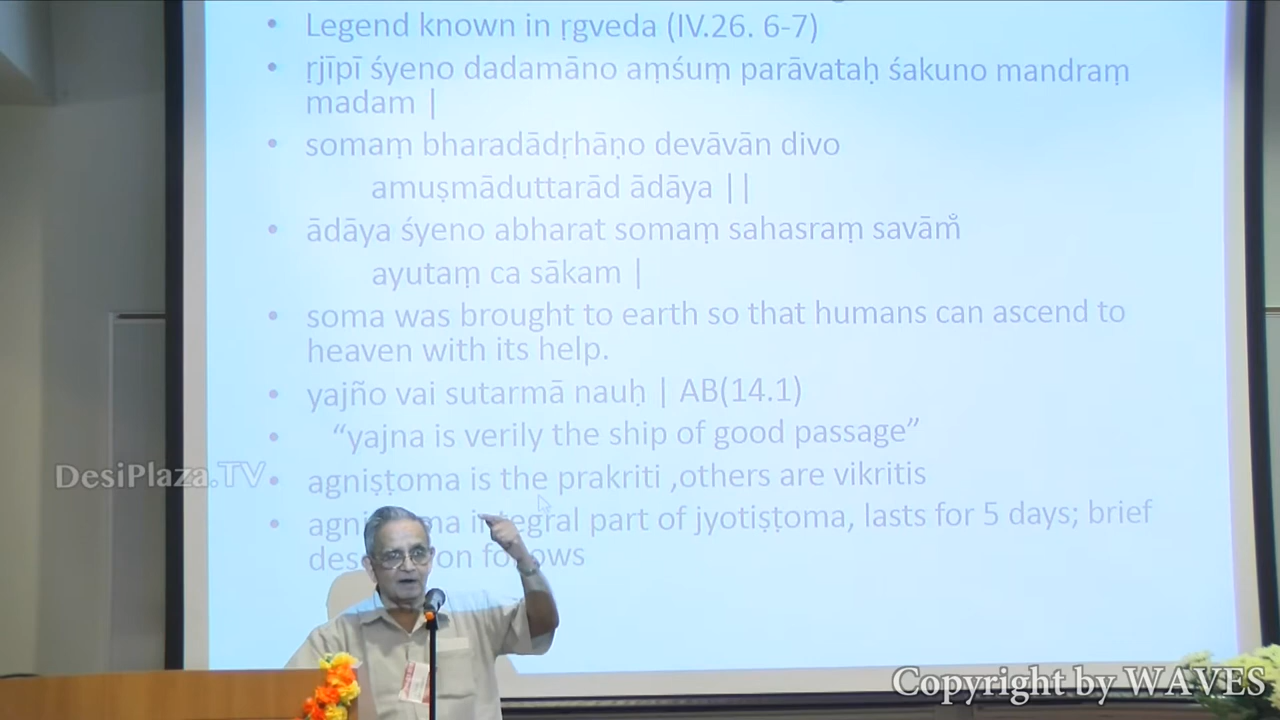 • Legend known in ṛgveda (IV.26. 6-7)
• ṛjīpī śyeno dadamāno aṃśuṃ parāvataḥ śakuno mandraṃ
madam |
• somaṃ bharadādṛhāṇo devāvān divo
amuṣmāduttarād ādāya ||
• ādāya śyeno abharat somaṃ sahasraṃ savām̐
ayutaṃ ca sākam |
• soma was brought to earth so that humans can ascend to
heaven with its help.
• yajño vai sutarmā nauḥ | AB(14.1)
• “yajna is verily the ship of good passage”
DesiPlaza.TV
• agniṣṭoma is the prakriti ,others are vikritis
• integral part of jyotiṣṭoma, lasts for 5 days; brief
Copyright by WAVES